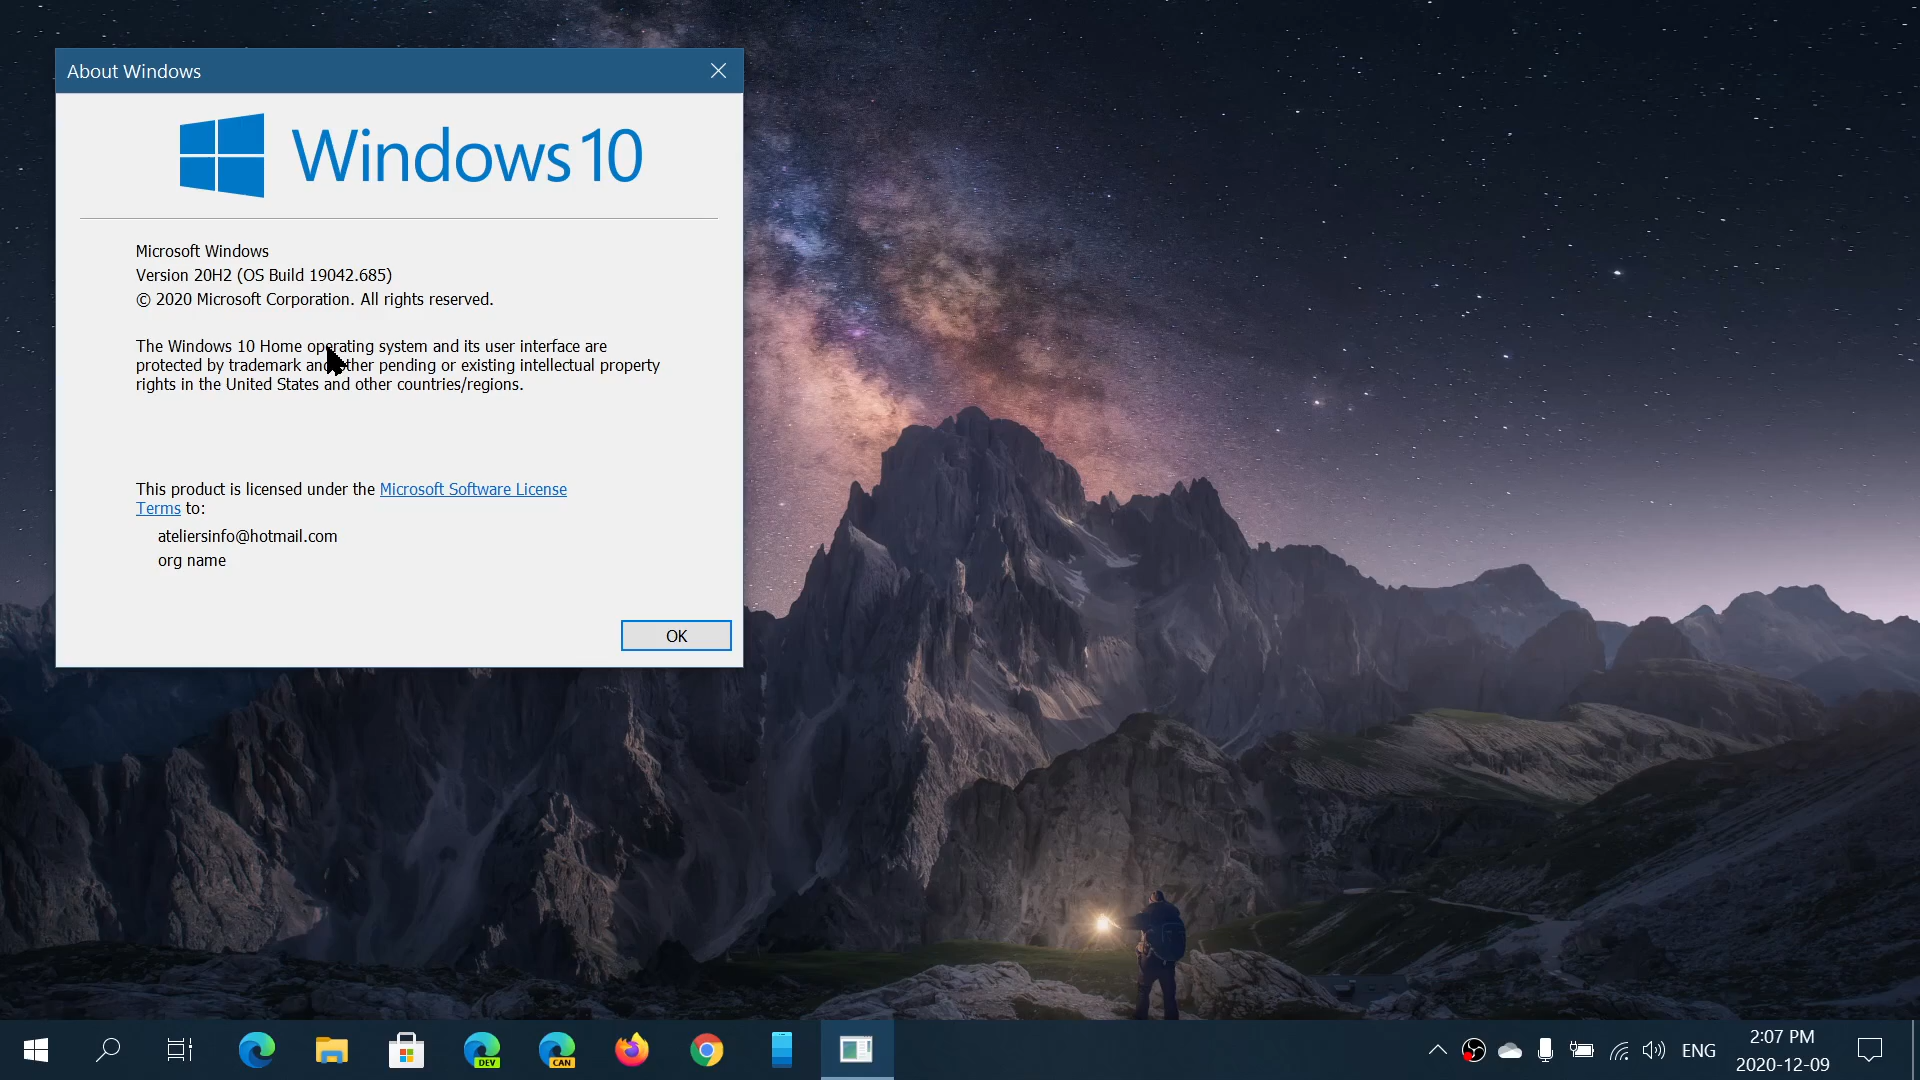 About Windows
Windows 10
Microsoft Windows
Version 20H2 (OS Build 19042.685)
© 2020 Microsoft Corporation. All rights reserved.
The Windows 10 Home operating system and its user interface are
protected by trademark and other pending or existing intellectual property
rights in the United States and other countries/regions.
This product is licensed under the Microsoft Software License
Terms to:
ateliersinfo@hotmail.com
org name
OK
DEV
CAN
ENG
2:07 PM
2020-12-09